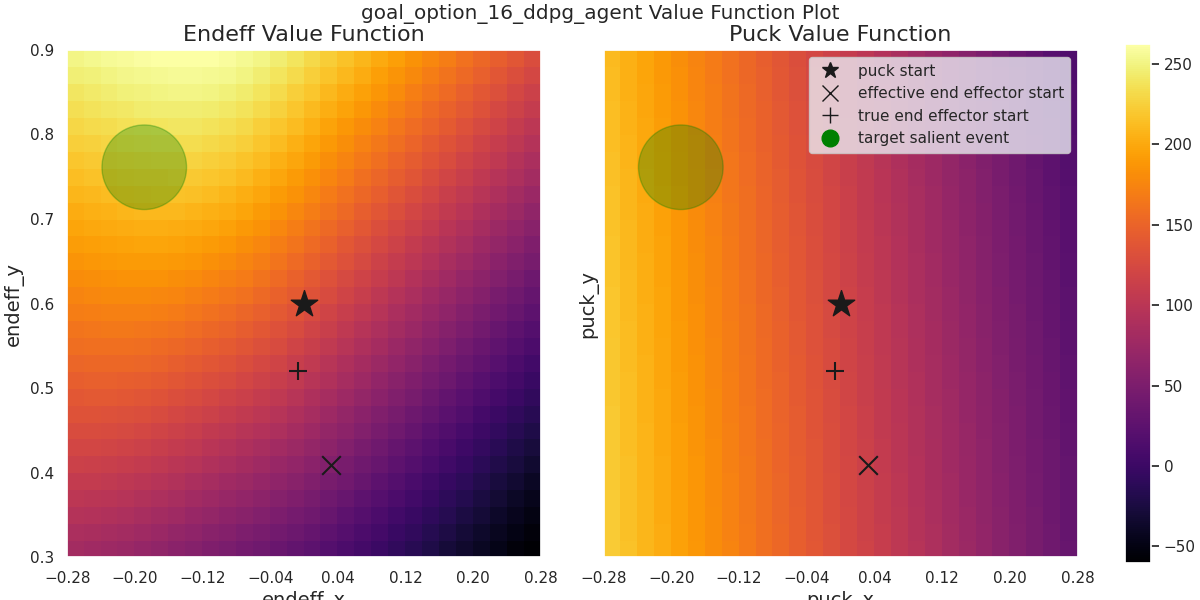 goal_option_16_ddpg_agent Value Function Plot
Endeff Value Function
Puck Value Function
puck start
effective end effector start
true end effector start
target salient event
endeff_y
0.9
0.8
0.7
0.6
0.5
0.4
0.3
−0.28 −0.20 −0.12 −0.04 0.04 0.12 0.20 0.28
endeff_x
puck_y
−0.28 −0.20 −0.12 −0.04 0.04 0.12 0.20 0.28
puck_x
250
200
150
100
50
0
−50